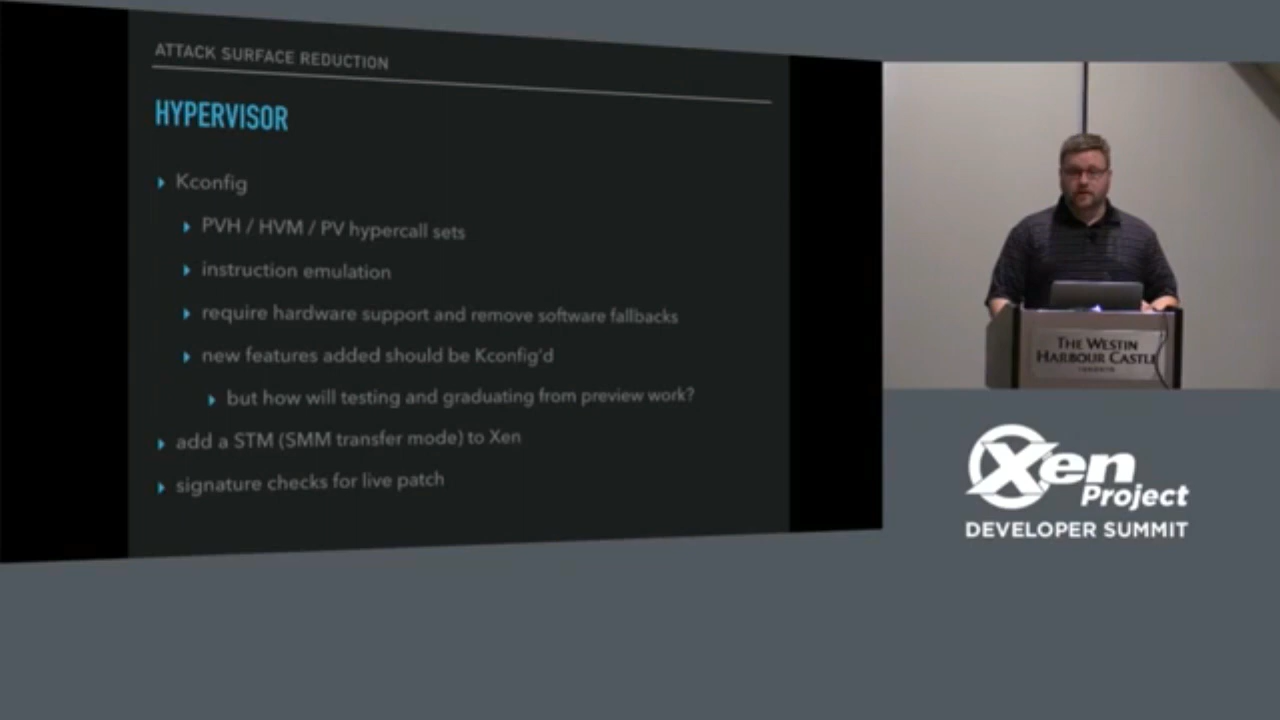 ATTACK SURFACE REDUCTION
HYPERVISOR
Kconfig
PVH / HVM / PV hypercall sets
instruction emulation
require hardware support and remove software fallbacks
new features added should be Kconfig'd
but how will testing and graduating from preview work?
add a STM (SMM transfer mode) to Xen
signature checks for live patch
THE WESTIN
HARBOUR CASTLE
TORONTO
Xen
Project
DEVELOPER SUMMIT